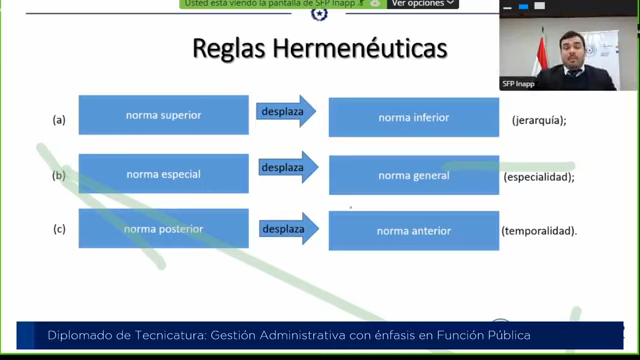 Usted está viendo la pantalla de SFP Inapp
Ver opciones
Reglas Hermenéuticas
SFP Inapp
(a) norma superior desplaza norma inferior (jerarquía);
(b) norma especial desplaza norma general (especialidad);
(c) norma posterior desplaza norma anterior (temporalidad).
Diplomado de Tecnicatura: Gestión Administrativa con énfasis en Función Pública